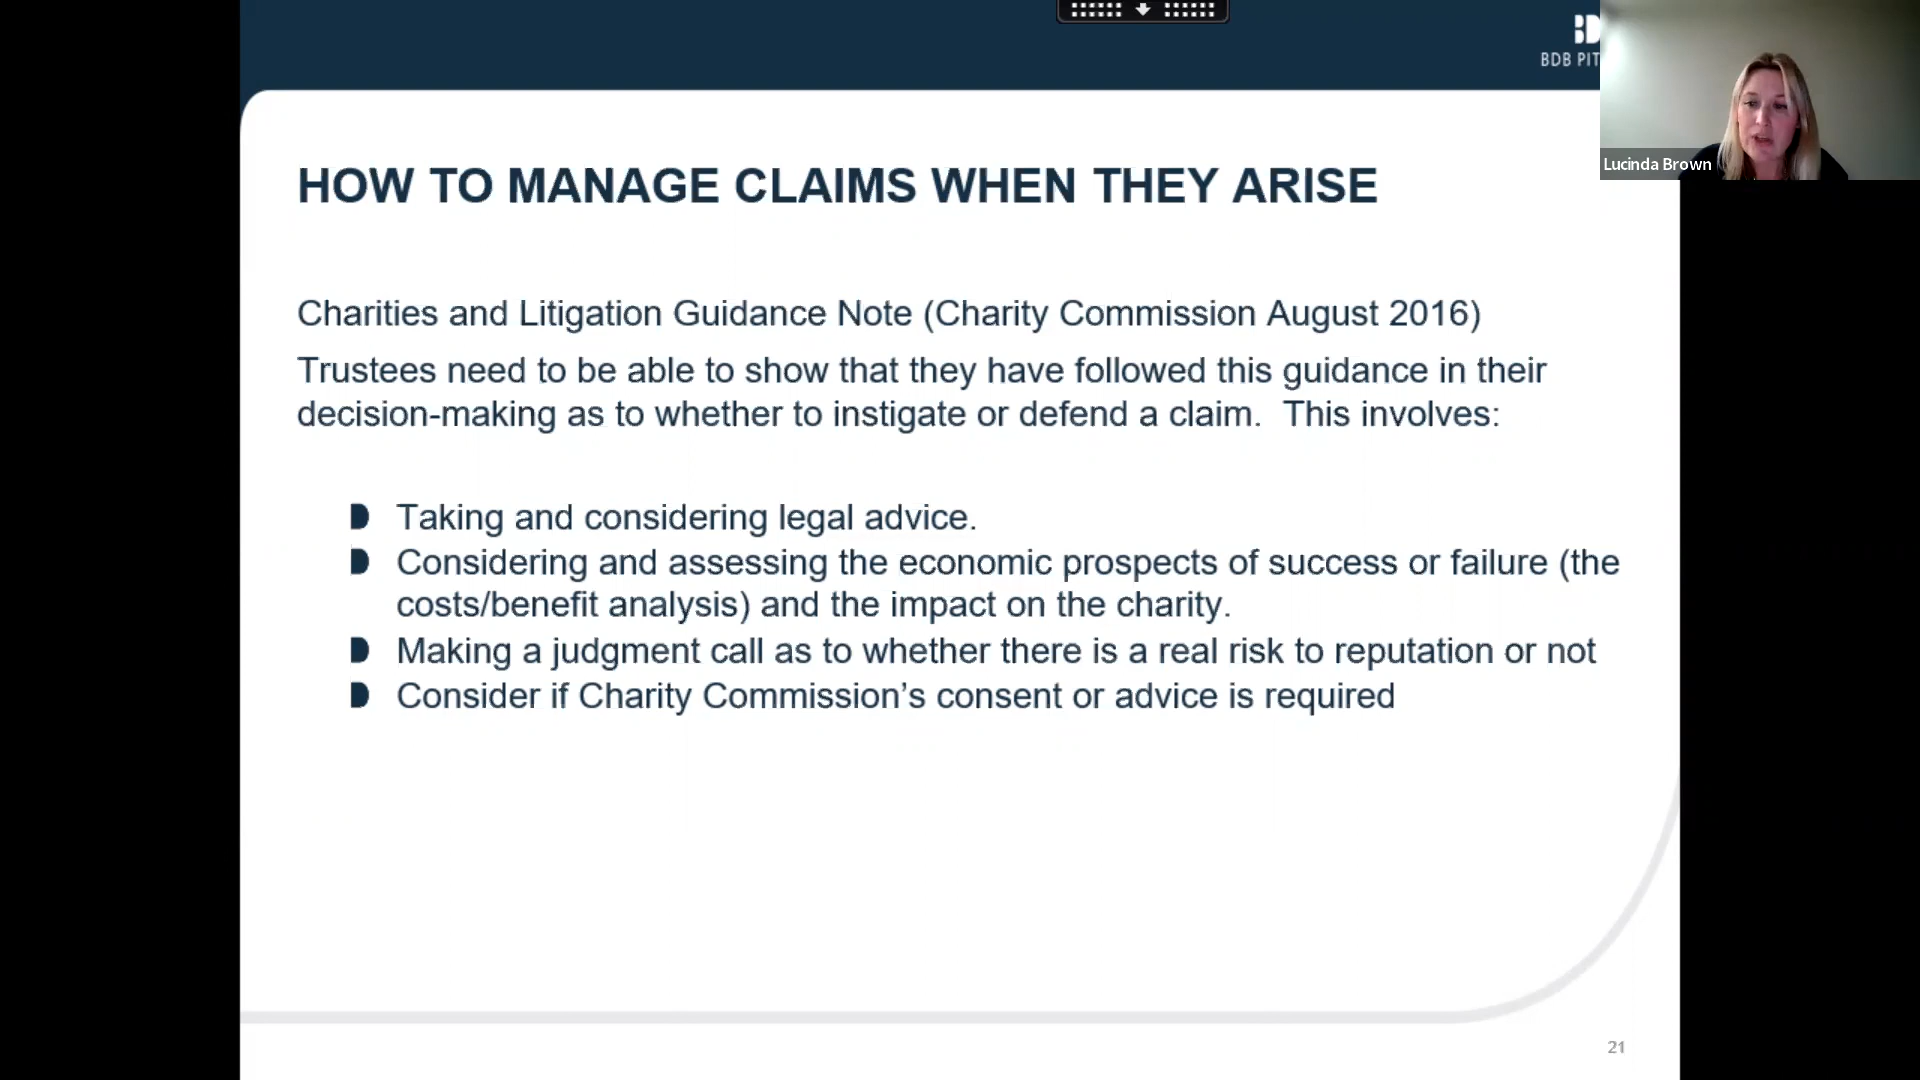 BDB PIT
Lucinda Brown
HOW TO MANAGE CLAIMS WHEN THEY ARISE
Charities and Litigation Guidance Note (Charity Commission August 2016)
Trustees need to be able to show that they have followed this guidance in their
decision-making as to whether to instigate or defend a claim.  This involves:
Taking and considering legal advice.
Considering and assessing the economic prospects of success or failure (the
costs/benefit analysis) and the impact on the charity.
Making a judgment call as to whether there is a real risk to reputation or not
Consider if Charity Commission’s consent or advice is required
21